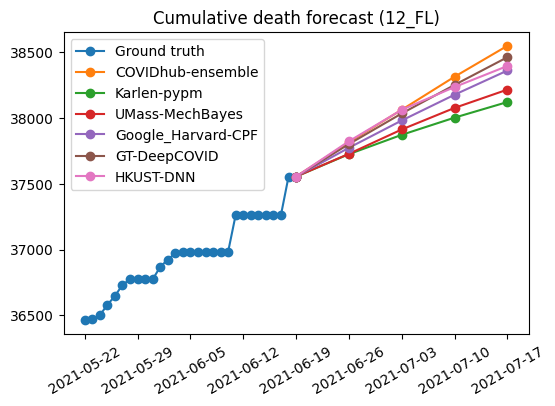 Cumulative death forecast (12_FL)
38500
38000
37500
37000
36500
Ground truth
COVIDhub-ensemble
Karlen-pypm
UMass-MechBayes
Google_Harvard-CPF
GT-DeepCOVID
HKUST-DNN
2021-05-22
2021-05-29
2021-06-05
2021-06-12
2021-06-19
2021-06-26
2021-07-03
2021-07-10
2021-07-17